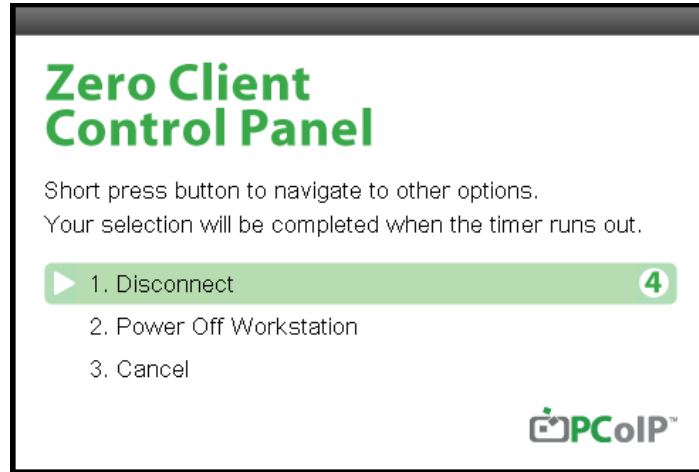 Zero Client
Control Panel
Short press button to navigate to other options.
Your selection will be completed when the timer runs out.
1. Disconnect 4
2. Power Off Workstation
3. Cancel
PCoIP™